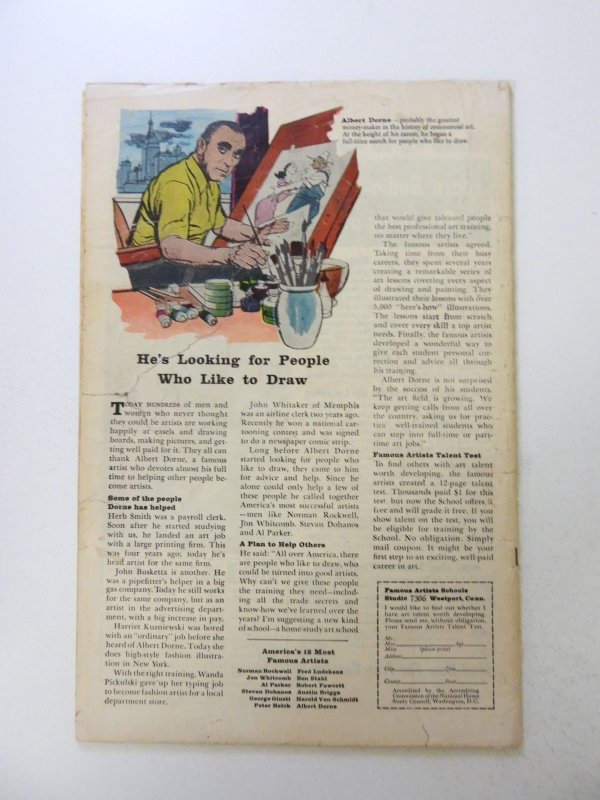 Albert Dorne—probably the greatest
money-maker in the history of commercial art.
At the height of his career, he began a
full-time search for people who like to draw.
He's Looking for People
Who Like to Draw
TODAY HUNDREDS of men and
women who never thought
they could be artists are working
happily at easels and drawing
boards, making pictures, and get-
ting well paid for it. They all can
thank Albert Dorne, a famous
artist who devotes almost his full
time to helping other people be-
come artists.
Some of the people
Dorne has helped
Herb Smith was a payroll clerk.
Soon after he started studying
with us, he landed an art job
with a large printing firm. This
was four years ago; today he's
head artist for the same firm.
John Busketta is another. He
was a pipefitter's helper in a big
gas company. Today he still works
for the same company, but as an
artist in the advertising depart-
ment, with a big increase in pay.
Harriet Kuzniewski was bored
with an "ordinary" job before she
heard of Albert Dorne. Today she
does high-style fashion illustra-
tion in New York.
With the right training, Wanda
Pickulski gave up her typing job
to become fashion artist for a local
department store.
John Whitaker of Memphis
was an airline clerk two years ago.
Recently he won a national car-
tooning contest and was signed
to do a newspaper comic strip.
Long before Albert Dorne
started looking for people who
like to draw, they came to him
for advice and help. Since he
alone could only help a few of
these people he called together
America's most successful artists
—men like Norman Rockwell,
Jon Whitcomb, Stevan Dohanos
and Al Parker.
A Plan to Help Others
He said: "All over America, there
are people who like to draw, who
could be turned into good artists.
Why can't we give these people
the training they need—includ-
ing all the trade secrets and
know-how we've learned over the
years? I'm suggesting a new kind
of school—a home-study art school
America's 12 Most
Famous Artists
Norman Rockwell Fred Ludekens
Jon Whitcomb Ben Stahl
Al Parker Robert Fawcett
Stevan Dohanos Austin Briggs
George Giusti Harold Von Schmidt
Peter Helck Albert Dorne
that would give talented people
the best professional art training,
no matter where they live."
The famous artists agreed.
Taking time from their busy
careers, they spent several years
creating a remarkable series of
art lessons covering every aspect
of drawing and painting. They
illustrated their lessons with over
5,000 "here's-how" illustrations.
The lessons start from scratch
and cover every skill a top artist
needs. Finally, the famous artists
developed a wonderful way to
give each student personal cor-
rection and advice all through
his training.
Albert Dorne is not surprised
by the success of his students.
"The art field is growing. We
keep getting calls from all over
the country, asking us for prac-
tica well-trained students who
can step into full-time or part-
time art jobs."
Famous Artists Talent Test
To find others with art talent
worth developing, the famous
artists created a 12-page talent
test. Thousands paid $1 for this
test but now the School offers it
free and will grade it free. If you
show talent on the test, you will
be eligible for training by the
School. No obligation. Simply
mail coupon. It might be your
first step to an exciting, well-paid
career in art.
Famous Artists Schools
Studio 7386 Westport, Conn.
I would like to find out whether I
have art talent worth developing.
Please send me, without obligation,
your Famous Artists Talent Test.
Mr.
Mrs. Age
Miss (please print)
Address
City Zone
County State
Accredited by the Accrediting
Commission of the National Home
Study Council, Washington, D.C.